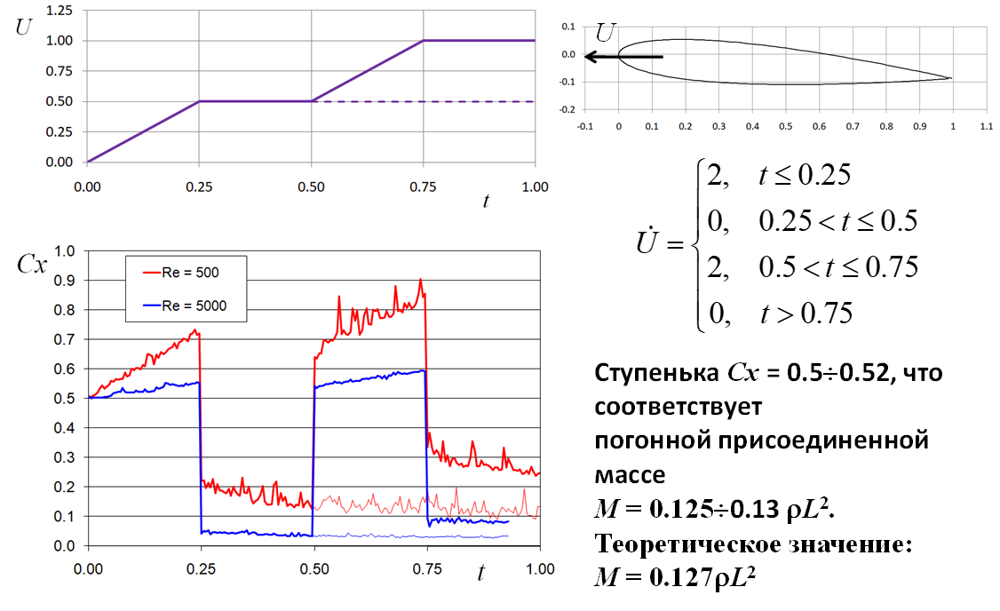 U
1.25
1.00
0.75
0.50
0.25
0.00
0.00 0.25 0.50 0.75 1.00
t
U
0.1
0.0
-0.1
-0.2
-0.1 0 0.1 0.2 0.3 0.4 0.5 0.6 0.7 0.8 0.9 1 1.1
U̇ =
2, t ≤ 0.25
0, 0.25 < t ≤ 0.5
2, 0.5 < t ≤ 0.75
0, t > 0.75
Cx
1.0
0.9
0.8
0.7
0.6
0.5
0.4
0.3
0.2
0.1
0.0
Re = 500
Re = 5000
0.00 0.25 0.50 0.75 1.00
t
Ступенька Cx = 0.5÷0.52, что
соответствует
погонной присоединенной
массе
M = 0.125÷0.13 ρL².
Теоретическое значение:
M = 0.127ρL²